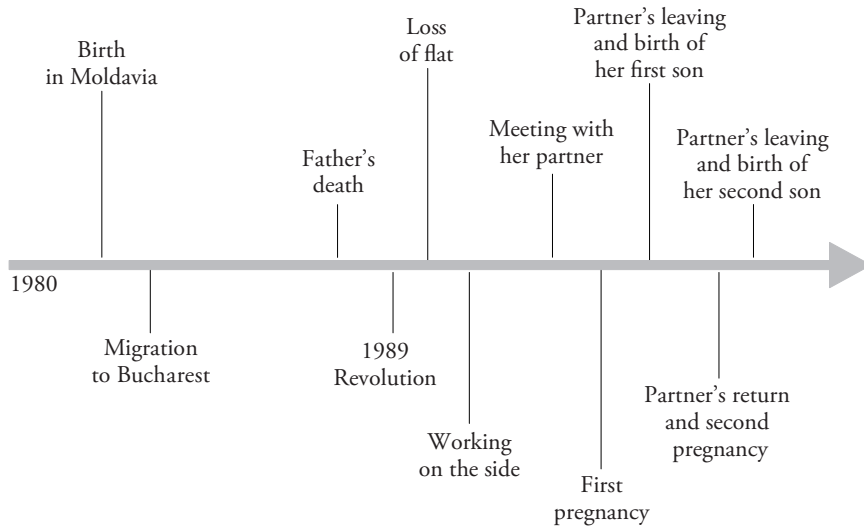 Birth
in Moldavia
Father's
death
Loss
of flat
Meeting with
her partner
Partner's leaving
and birth of
her first son
Partner's leaving
and birth of
her second son
1980
Migration
to Bucharest
1989
Revolution
Working
on the side
First
pregnancy
Partner's return
and second
pregnancy